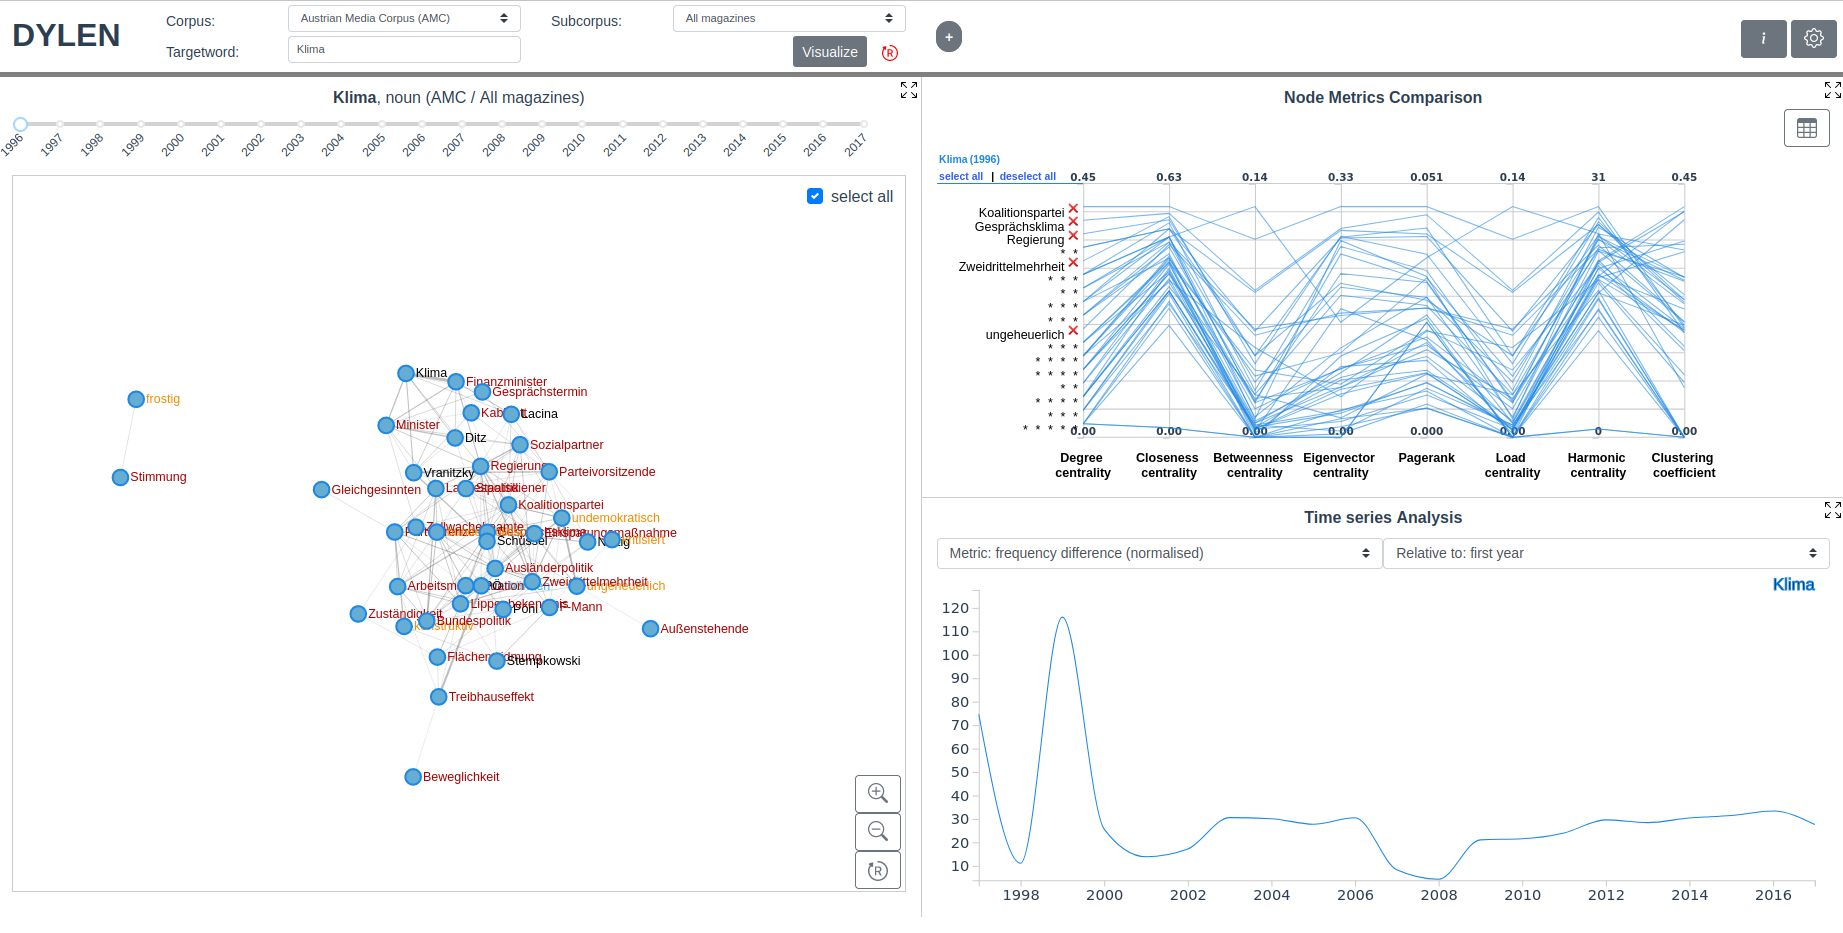 DYLEN
Corpus:
Austrian Media Corpus (AMC)
Subcorpus:
All magazines
Targetword:
Klima
Visualize
R
+
i
Klima, noun (AMC / All magazines)
1996 1997 1998 1999 2000 2001 2002 2003 2004 2005 2006 2007 2008 2009 2010 2011 2012 2013 2014 2015 2016 2017
select all
Klima
Finanzminister
Gesprächstermin
frostig
Lacina
Minister
Ditz
Sozialpartner
Regierung
Parteivorsitzende
Vranitzky
Stimmung
Gleichgesinnten
Koalitionspartei
undemokratisch
Einsparungsmaßnahme
Schüssel
Ausländerpolitik
Zweidrittelmehrheit
ungeheuerlich
F-Mann
Zuständigkeit
Bundespolitik
Außenstehende
Stempkowski
Treibhauseffekt
Beweglichkeit
R
Node Metrics Comparison
Klima (1996)
select all | deselect all
0.45 0.63 0.14 0.33 0.051 0.14 31 0.45
Koalitionspartei
Gesprächsklima
Regierung
* *
Zweidrittelmehrheit
* * *
* *
* * *
* * *
ungeheuerlich
* * *
* * * *
* * * *
* *
* * * *
* * *
* * * * *
0.00 0.00 0.00 0.00 0.000 0.00 0 0.00
Degree centrality
Closeness centrality
Betweenness centrality
Eigenvector centrality
Pagerank
Load centrality
Harmonic centrality
Clustering coefficient
Time series Analysis
Metric: frequency difference (normalised)
Relative to: first year
Klima
120
110
100
90
80
70
60
50
40
30
20
10
1998 2000 2002 2004 2006 2008 2010 2012 2014 2016